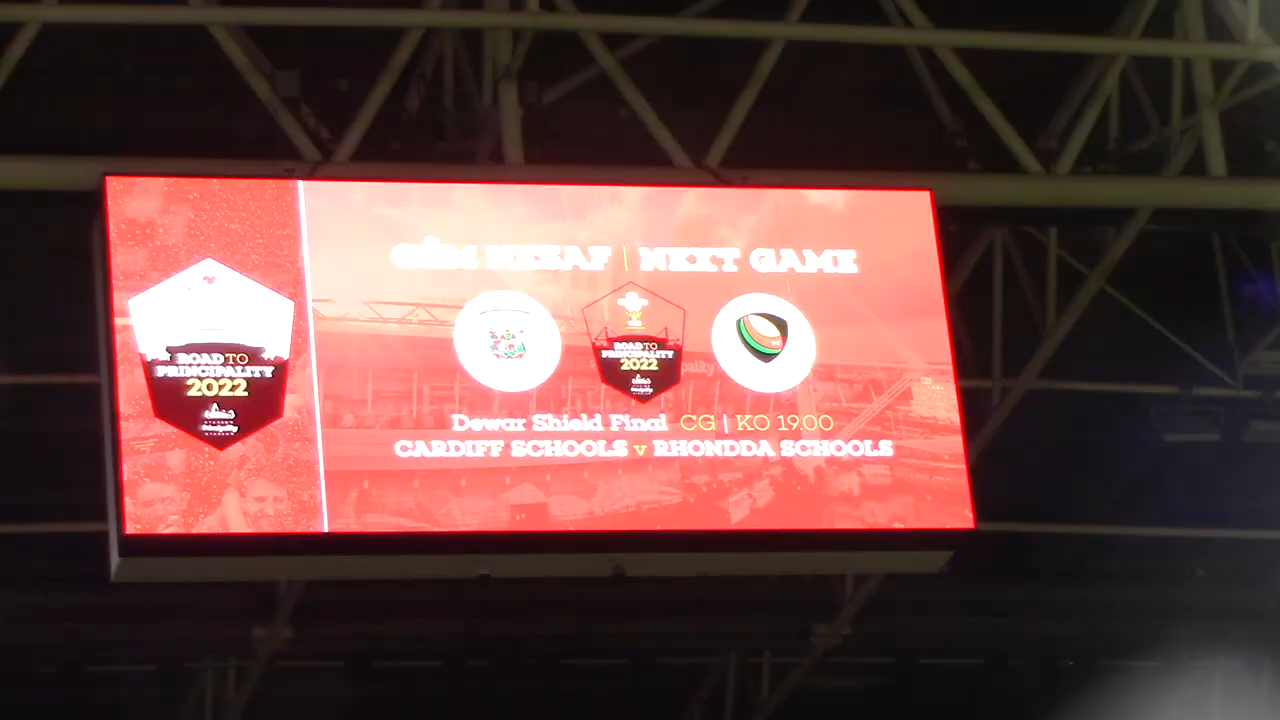 GÊM NESAF | NEXT GAME
ROAD TO
PRINCIPALITY
2022
ROAD TO
PRINCIPALITY
2022
Dewar Shield Final CG | KO 19.00
CARDIFF SCHOOLS v RHONDDA SCHOOLS